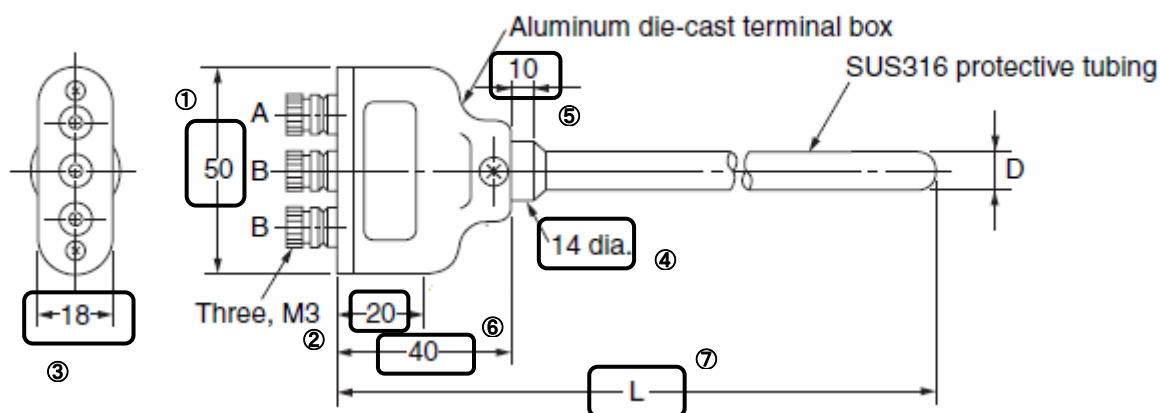 Aluminum die-cast terminal box
10
SUS316 protective tubing
①
⑤
A
50
B
D
B
14 dia.
④
18
Three, M3
20
②
⑥
40
③
⑦
L